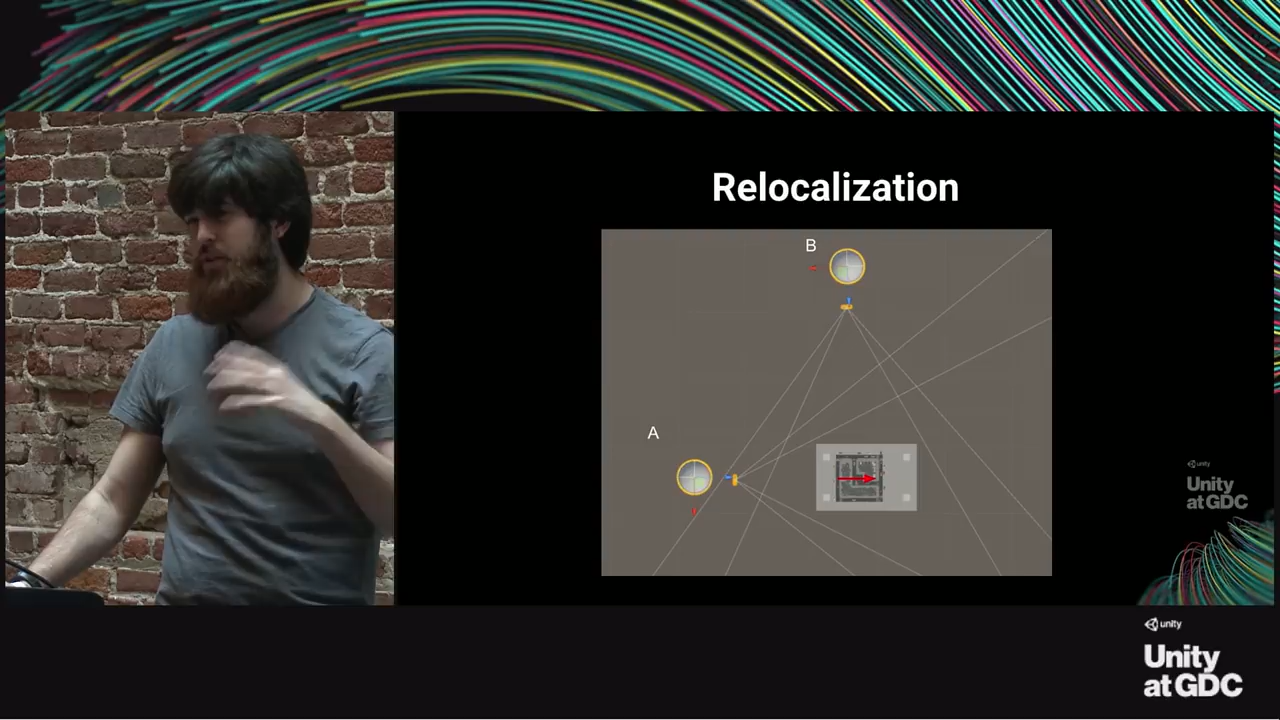 Relocalization
B
A
unity
Unity
at GDC
unity
Unity
at GDC